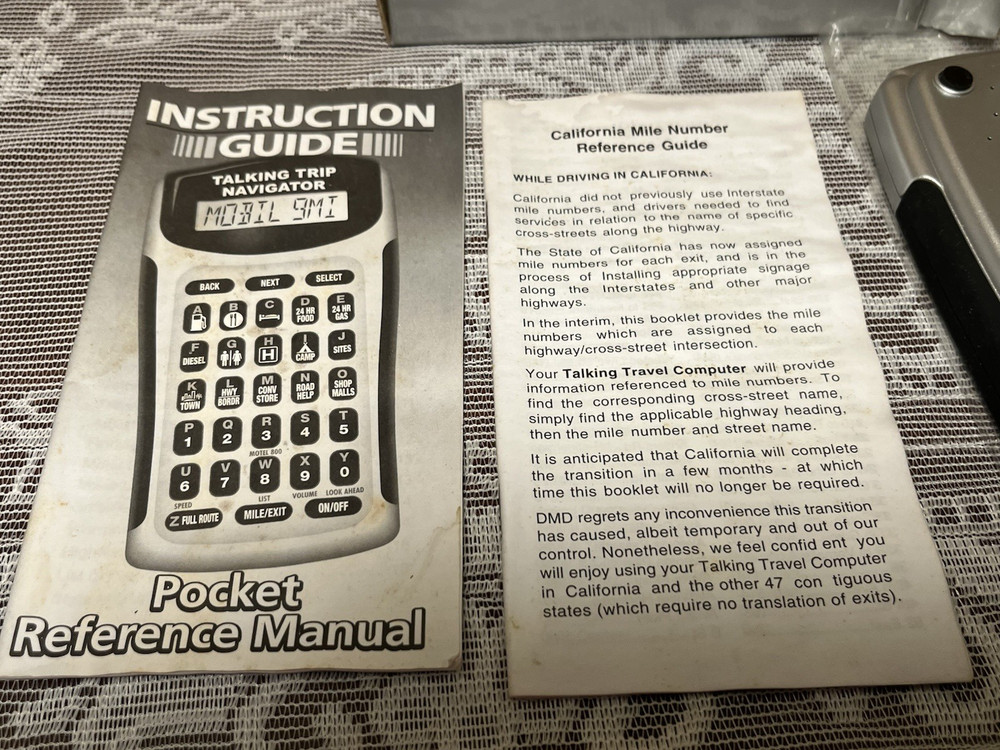 INSTRUCTION
GUIDE
TALKING TRIP
NAVIGATOR
MOBIL 9MI
BACK NEXT SELECT
A B C D E
24 HR FOOD 24 HR GAS
F G H I J
DIESEL H CAMP SITES
K L M N O
TOWN HWY BORDR CONV STORE ROAD HELP SHOP MALLS
P Q R S T
1 2 3 4 5
MOTEL 800
U V W X Y
6 7 8 9 0
SPEED LIST VOLUME LOOK AHEAD
Z FULL ROUTE MILE/EXIT ON/OFF
Pocket
Reference Manual
California Mile Number
Reference Guide
WHILE DRIVING IN CALIFORNIA:
California did not previously use Interstate
mile numbers, and drivers needed to find
services in relation to the name of specific
cross-streets along the highway.
The State of California has now assigned
mile numbers for each exit, and is in the
process of Installing appropriate signage
along the Interstates and other major
highways.
In the interim, this booklet provides the mile
numbers which are assigned to each
highway/cross-street intersection.
Your Talking Travel Computer will provide
information referenced to mile numbers. To
find the corresponding cross-street name,
simply find the applicable highway heading,
then the mile number and street name.
It is anticipated that California will complete
the transition in a few months - at which
time this booklet will no longer be required.
DMD regrets any inconvenience this transition
has caused, albeit temporary and out of our
control. Nonetheless, we feel confid ent you
will enjoy using your Talking Travel Computer
in California and the other 47 con tiguous
states (which require no translation of exits).